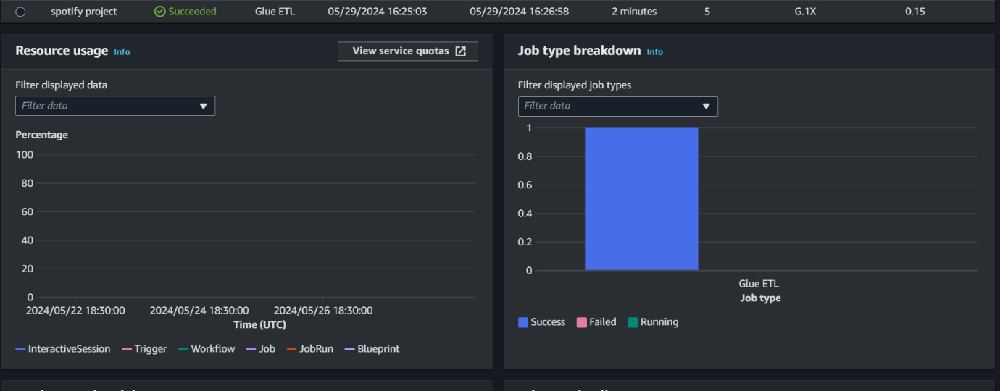 spotify project Succeeded Glue ETL 05/29/2024 16:25:03 05/29/2024 16:26:58 2 minutes 5 G.1X 0.15
Resource usage Info View service quotas
Filter displayed data
Filter data
Percentage
100
80
60
40
20
0
2024/05/22 18:30:00 2024/05/24 18:30:00 2024/05/26 18:30:00
Time (UTC)
InteractiveSession Trigger Workflow Job JobRun Blueprint
Job type breakdown Info
Filter displayed job types
Filter data
1
0.8
0.6
0.4
0.2
0
Glue ETL
Job type
Success Failed Running